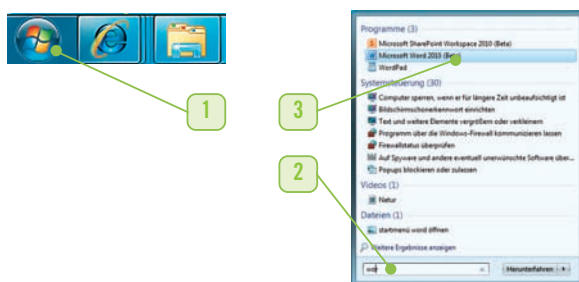 1
Programme (3)
Microsoft SharePoint Workspace 2010 (Beta)
Microsoft Word 2010 (Beta)
WordPad
3
Systemsteuerung (30)
Computer sperren, wenn er für längere Zeit unbeaufsichtigt ist
Bildschirmschonerkennwort einrichten
Text und weitere Elemente vergrößern oder verkleinern
Programm über die Windows-Firewall kommunizieren lassen
Firewallstatus überprüfen
Auf Spyware und andere eventuell unerwünschte Software über...
Popups blockieren oder zulassen
2
Videos (1)
Natur
Dateien (1)
startmenü word öffnen
Weitere Ergebnisse anzeigen
Herunterfahren